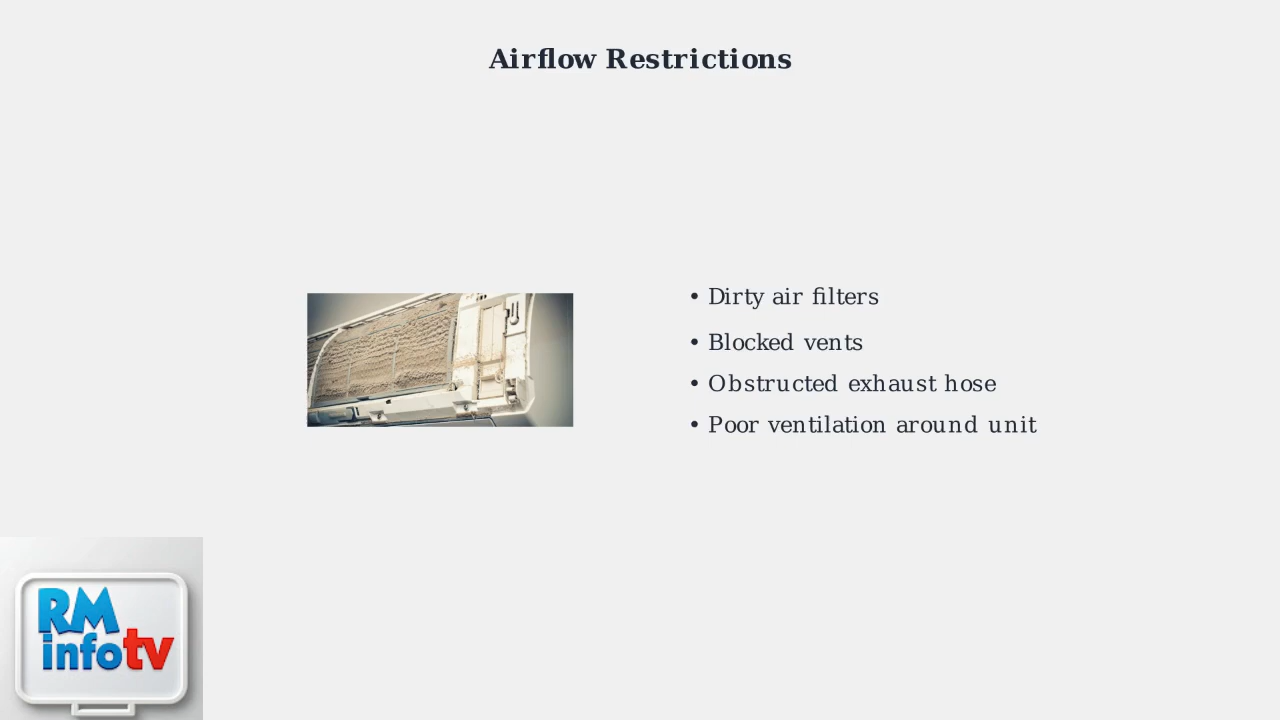 Airflow Restrictions
• Dirty air filters
• Blocked vents
• Obstructed exhaust hose
• Poor ventilation around unit
RM
infotv